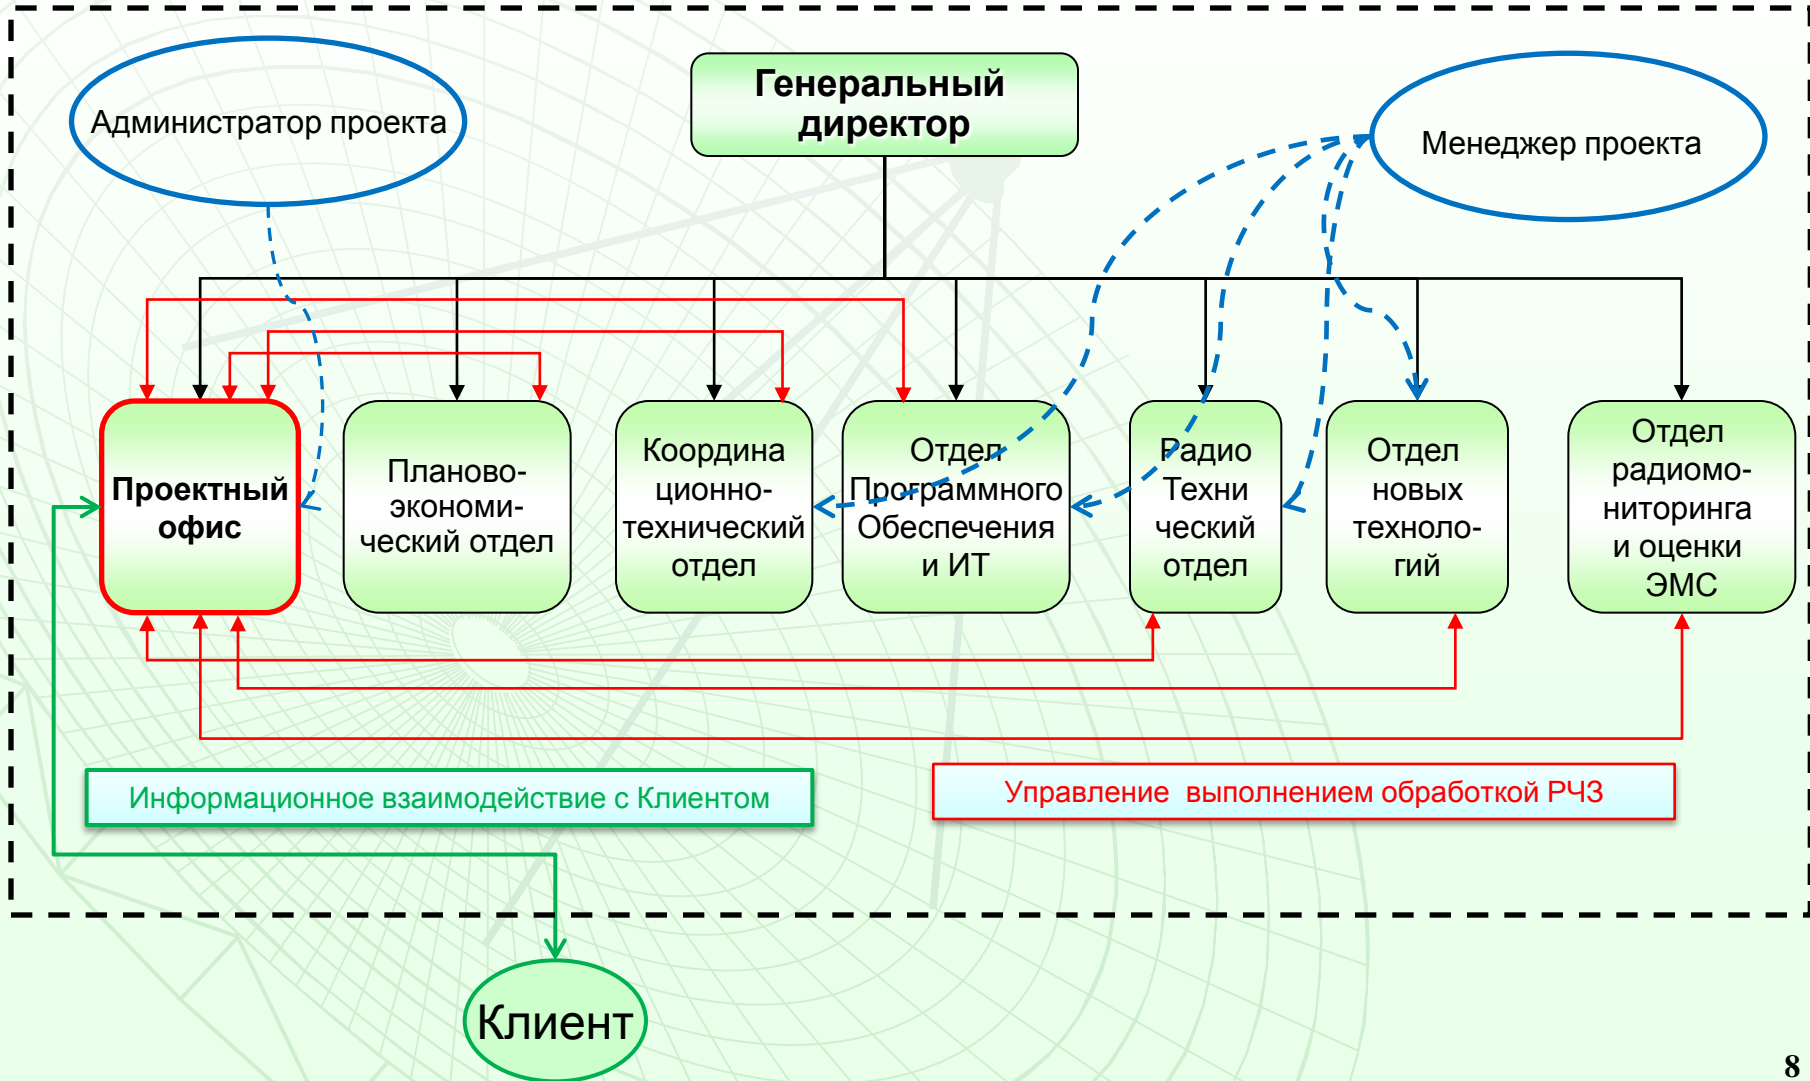 Администратор проекта
Генеральный
директор
Менеджер проекта
Проектный
офис
Планово-
экономи-
ческий отдел
Координа
ционно-
технический
отдел
Отдел
Программного
Обеспечения
и ИТ
Радио
Техни
ческий
отдел
Отдел
новых
техноло-
гий
Отдел
радиомо-
ниторинга
и оценки
ЭМС
Информационное взаимодействие с Клиентом
Управление выполнением обработкой РЧЗ
Клиент
8